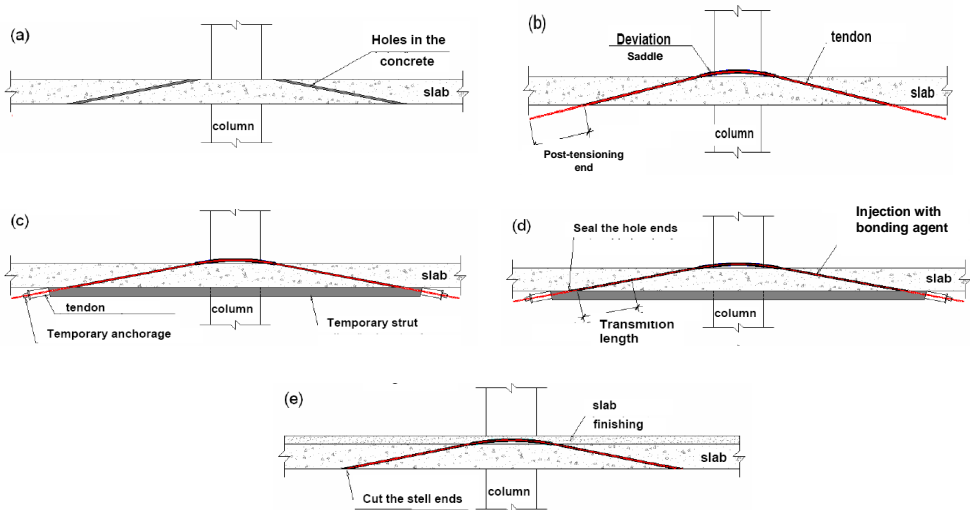 (a)
Holes in the
concrete
slab
column
(b)
Deviation
Saddle
tendon
slab
column
Post-tensioning
end
(c)
slab
tendon
column
Temporary anchorage
Temporary strut
(d)
Seal the hole ends
Injection with
bonding agent
slab
column
Transmition
length
(e)
slab
finishing
slab
column
Cut the stell ends